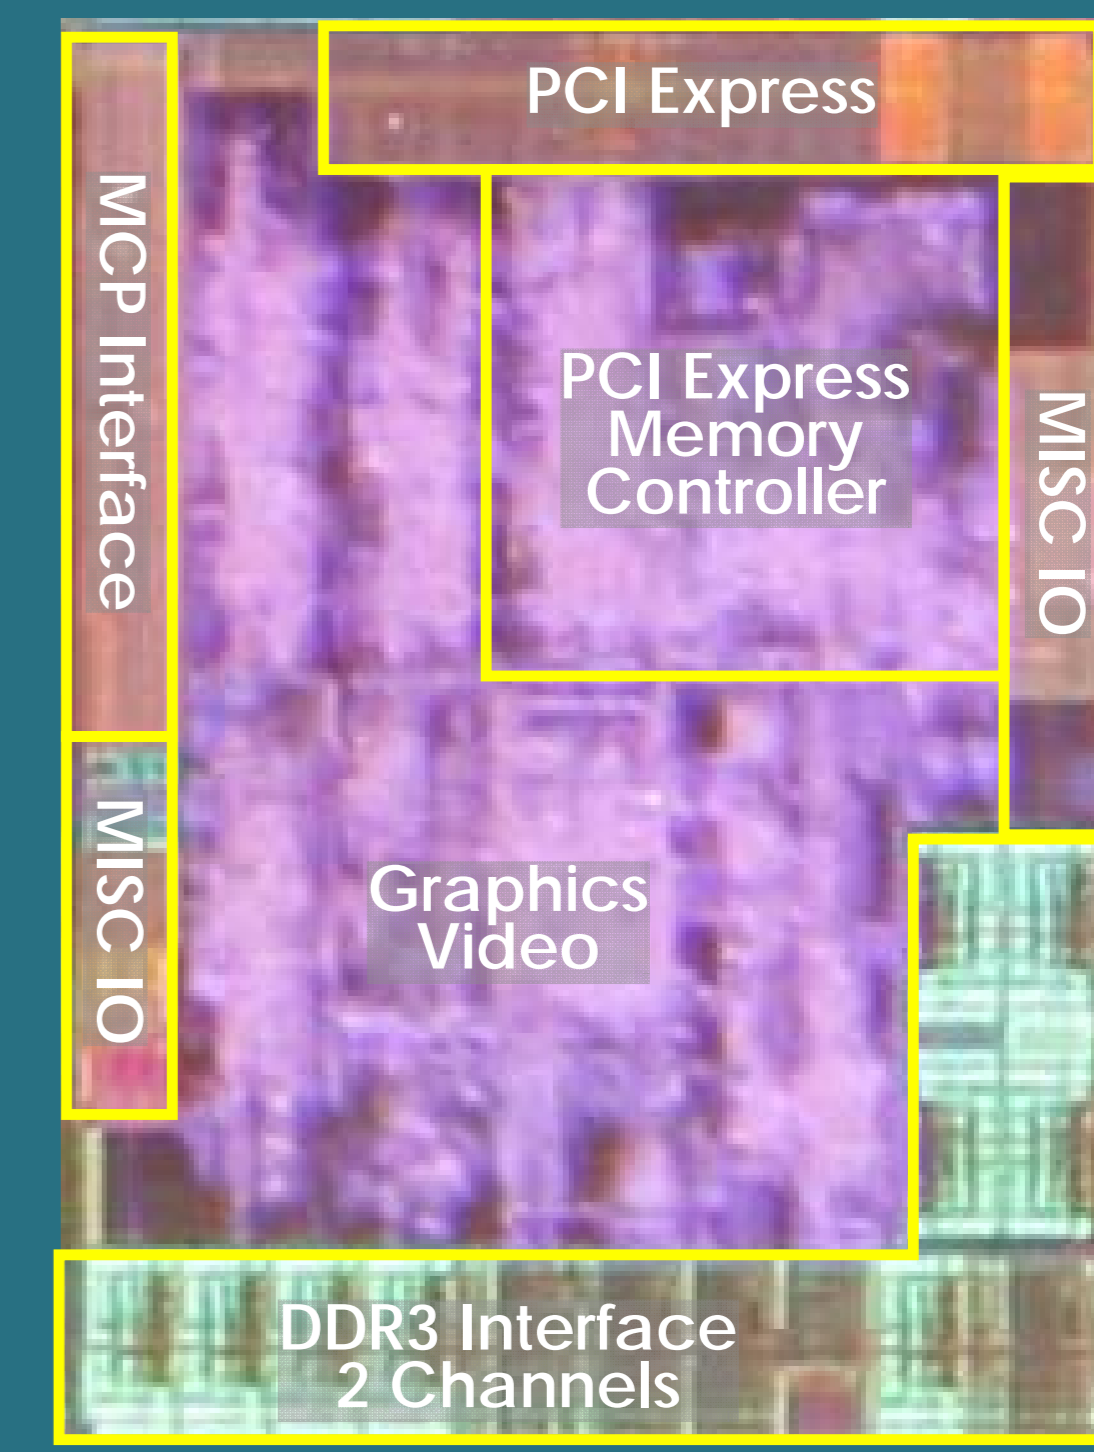 PCI Express
MCP Interface
PCI Express
Memory
Controller
MISC IO
MISC IO
Graphics
Video
DDR3 Interface
2 Channels